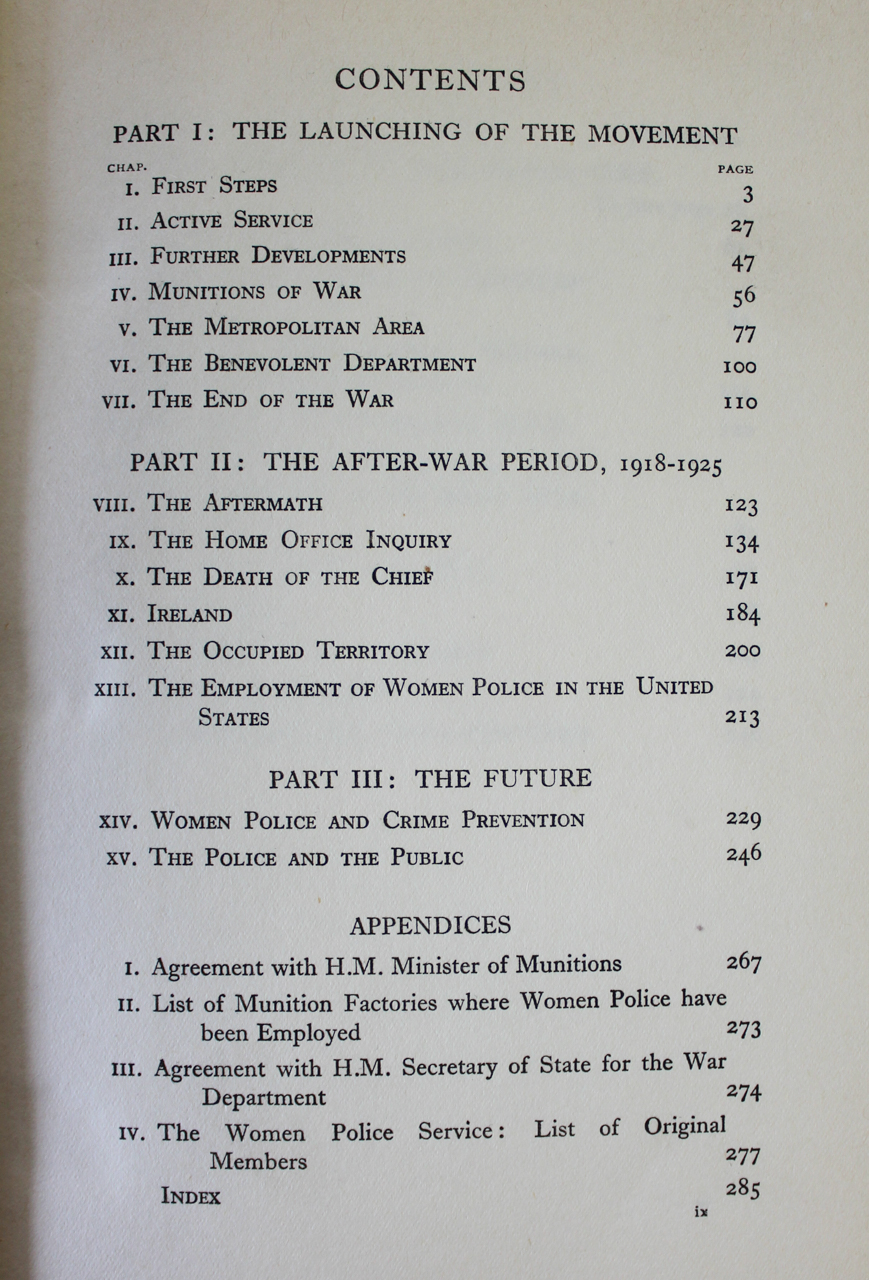 CONTENTS
PART I: THE LAUNCHING OF THE MOVEMENT
CHAP. PAGE
I. First Steps 3
II. Active Service 27
III. Further Developments 47
IV. Munitions of War 56
V. The Metropolitan Area 77
VI. The Benevolent Department 100
VII. The End of the War 110
PART II: THE AFTER-WAR PERIOD, 1918-1925
VIII. The Aftermath 123
IX. The Home Office Inquiry 134
X. The Death of the Chief 171
XI. Ireland 184
XII. The Occupied Territory 200
XIII. The Employment of Women Police in the United
States 213
PART III: THE FUTURE
XIV. Women Police and Crime Prevention 229
XV. The Police and the Public 246
APPENDICES
I. Agreement with H.M. Minister of Munitions 267
II. List of Munition Factories where Women Police have
been Employed 273
III. Agreement with H.M. Secretary of State for the War
Department 274
IV. The Women Police Service: List of Original
Members 277
Index 285
ix